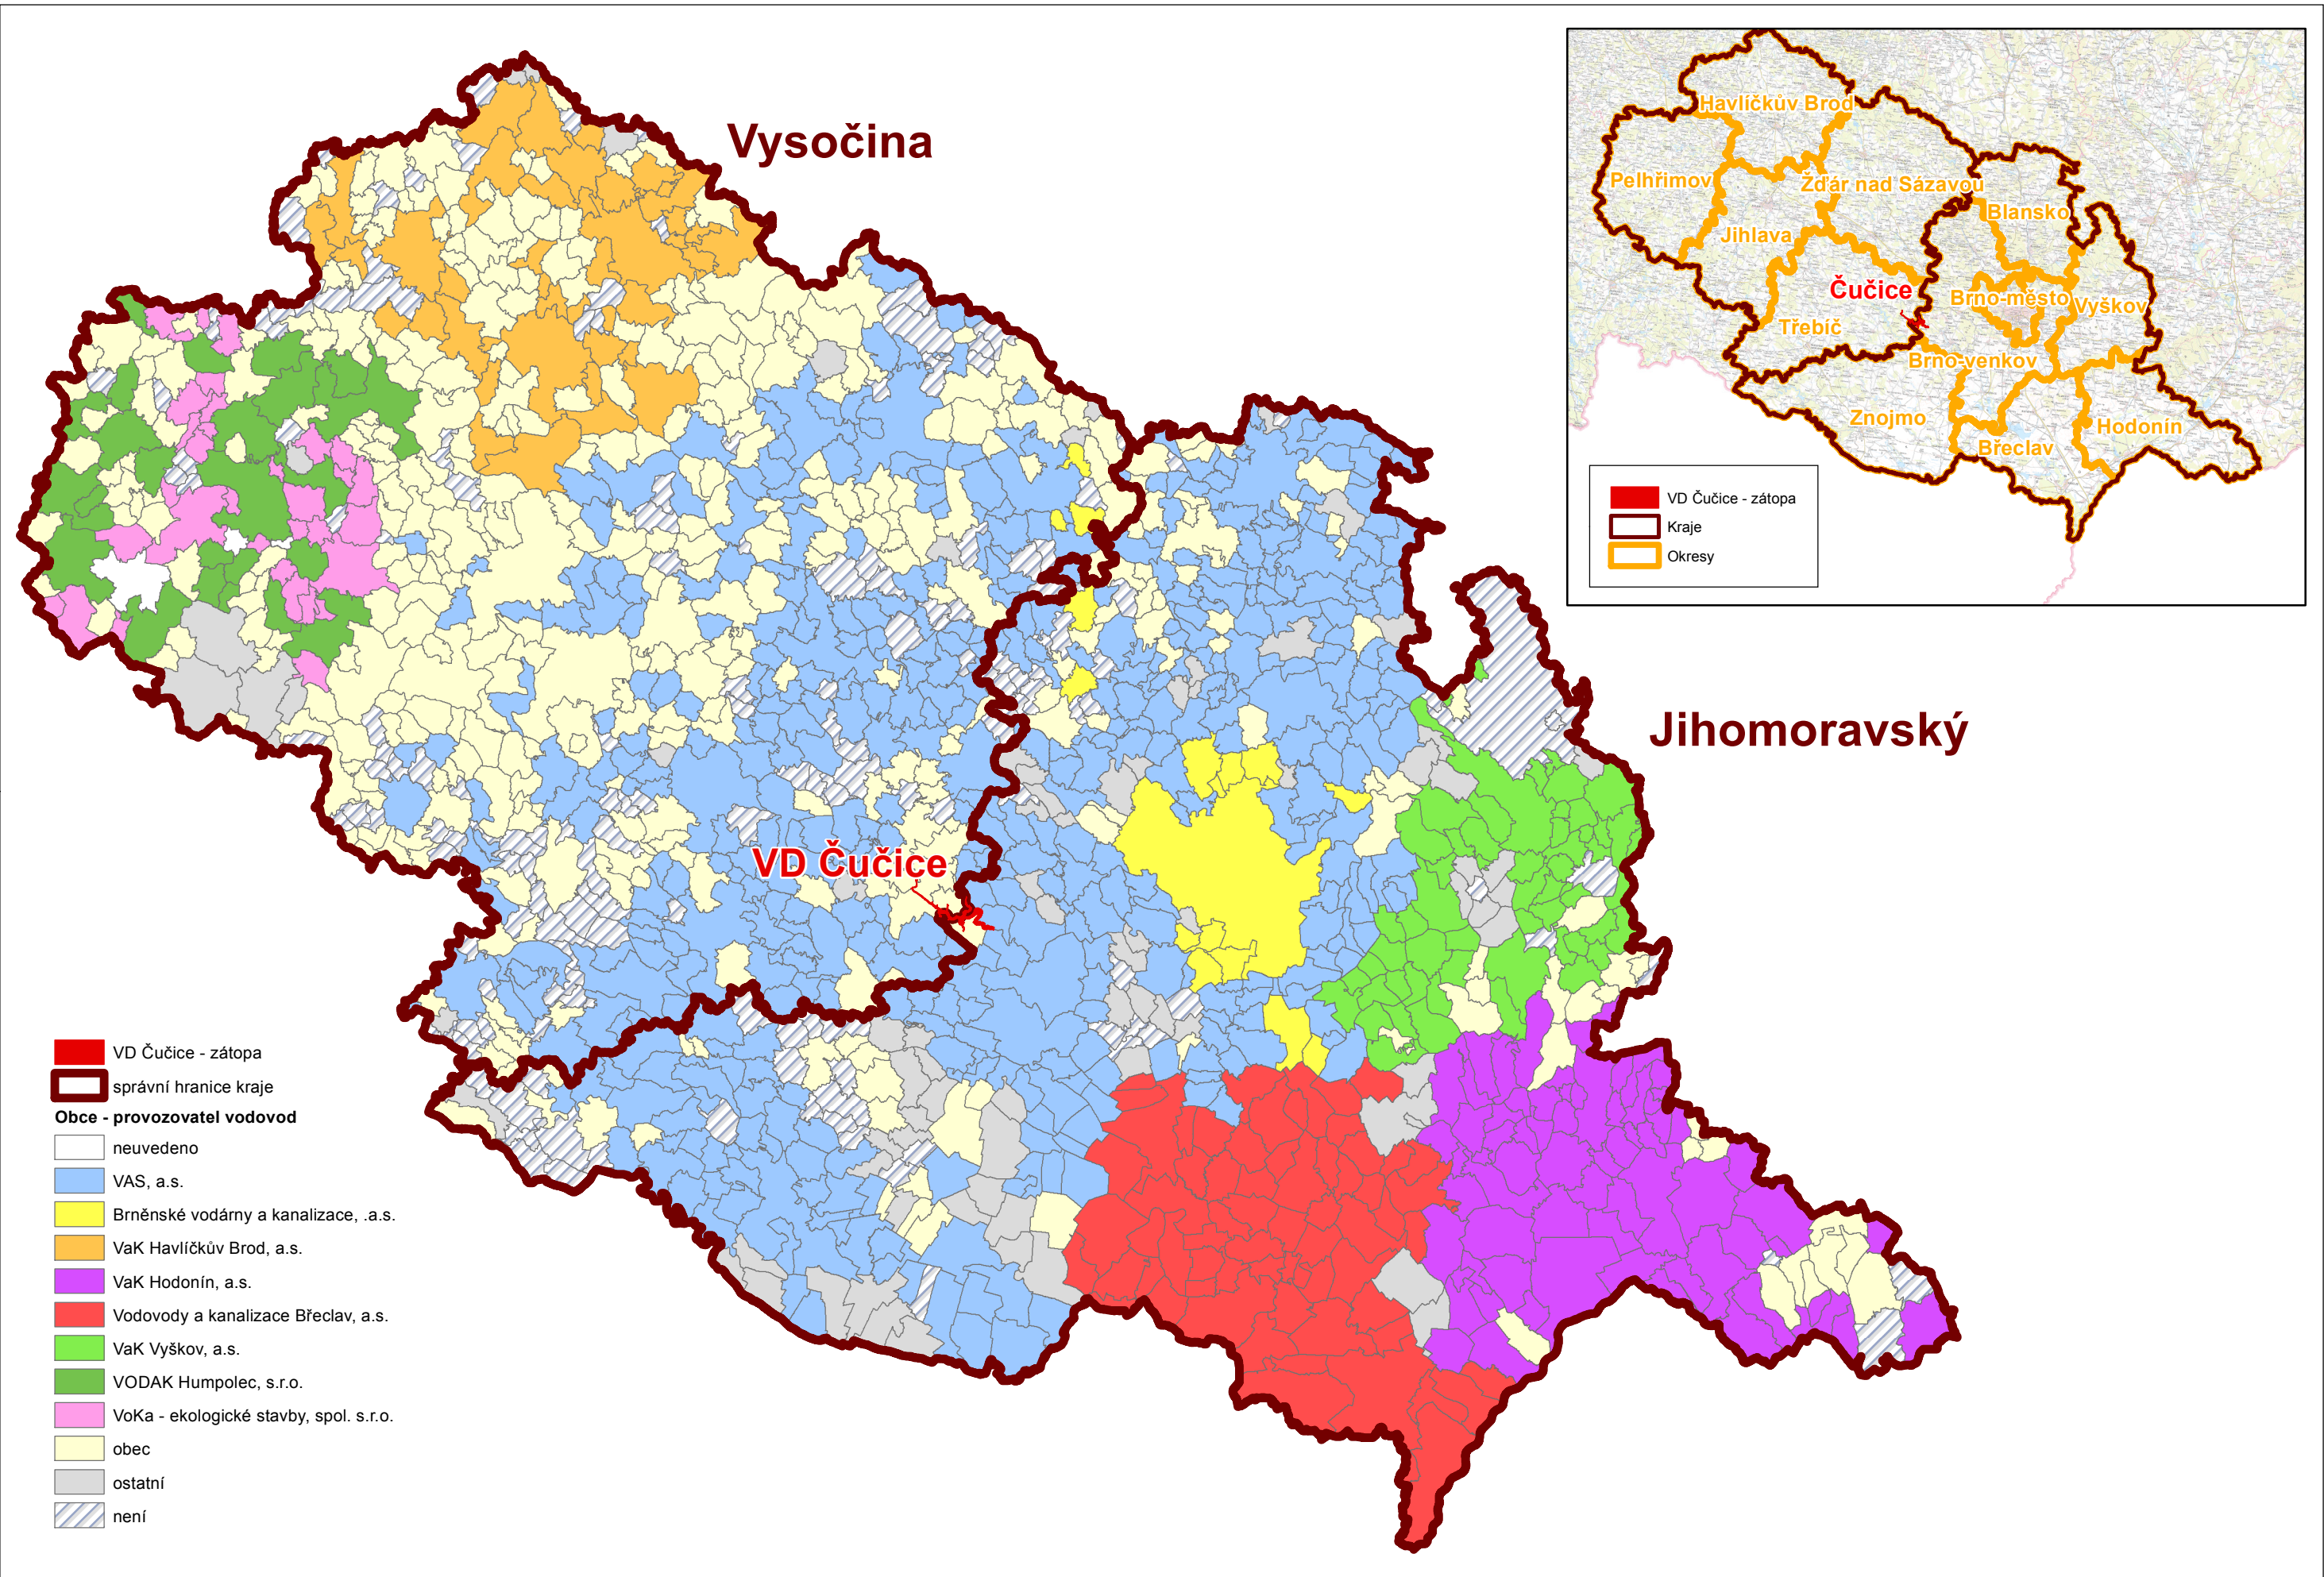 Vysočina
Jihomoravský
VD Čučice
VD Čučice - zátopa
správní hranice kraje
Obce - provozovatel vodovod
neuvedeno
VAS, a.s.
Brněnské vodárny a kanalizace, .a.s.
VaK Havlíčkův Brod, a.s.
VaK Hodonín, a.s.
Vodovody a kanalizace Břeclav, a.s.
VaK Vyškov, a.s.
VODAK Humpolec, s.r.o.
VoKa - ekologické stavby, spol. s.r.o.
obec
ostatní
není
Havlíčkův Brod
Pelhřimov
Žďár nad Sázavou
Blansko
Jihlava
Čučice
Brno-město
Vyškov
Třebíč
Brno-venkov
Znojmo
Hodonín
Břeclav
VD Čučice - zátopa
Kraje
Okresy